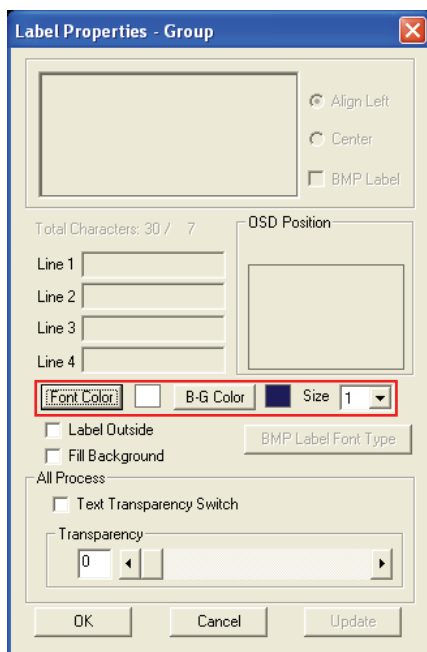 Label Properties - Group
Align Left
Center
BMP Label
Total Characters: 30 / 7
OSD Position
Line 1
Line 2
Line 3
Line 4
Font Color B-G Color Size 1
Label Outside
BMP Label Font Type
Fill Background
All Process
Text Transparency Switch
Transparency
0
OK Cancel Update